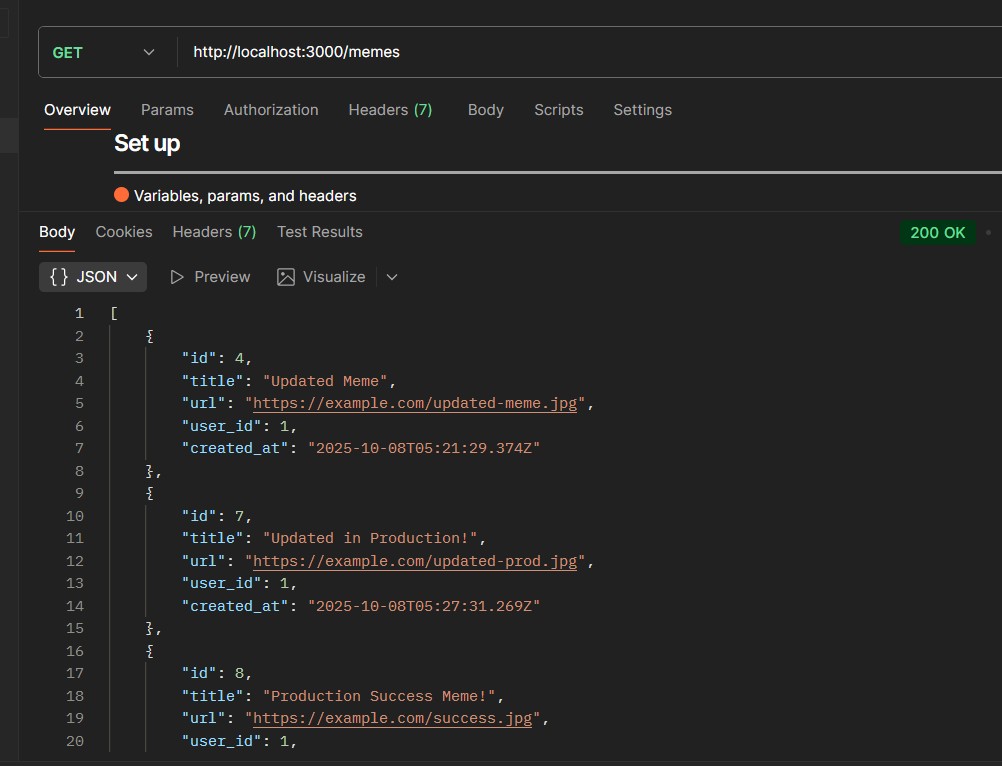 GET http://localhost:3000/memes
Overview Params Authorization Headers (7) Body Scripts Settings
Set up
Variables, params, and headers
Body Cookies Headers (7) Test Results 200 OK
{} JSON Preview Visualize
1 [
2 {
3 "id": 4,
4 "title": "Updated Meme",
5 "url": "https://example.com/updated-meme.jpg",
6 "user_id": 1,
7 "created_at": "2025-10-08T05:21:29.374Z"
8 },
9 {
10 "id": 7,
11 "title": "Updated in Production!",
12 "url": "https://example.com/updated-prod.jpg",
13 "user_id": 1,
14 "created_at": "2025-10-08T05:27:31.269Z"
15 },
16 {
17 "id": 8,
18 "title": "Production Success Meme!",
19 "url": "https://example.com/success.jpg",
20 "user_id": 1,